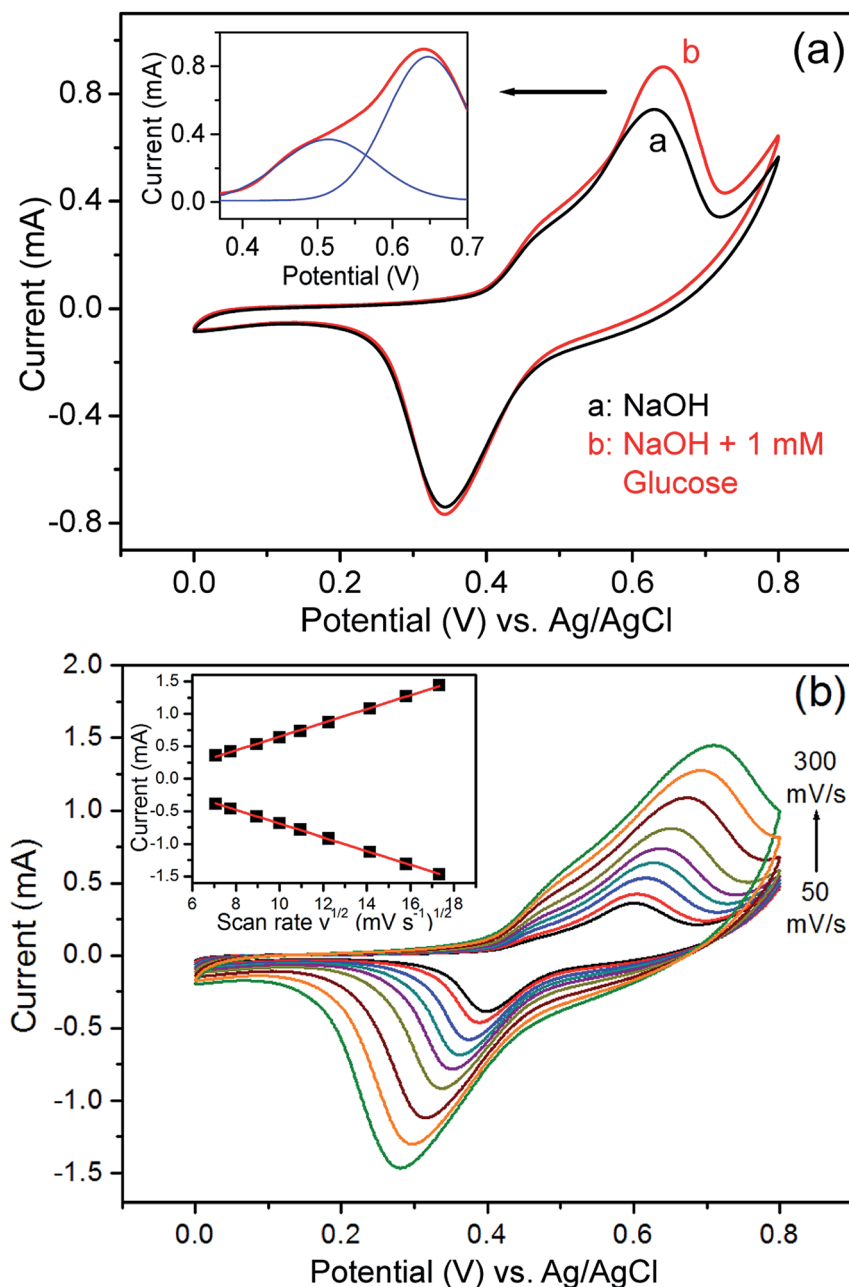 (a)
b
a
0.8
0.4
0.0
-0.4
-0.8
Current (mA)
0.8
0.4
0.0
Current (mA)
0.4 0.5 0.6 0.7
Potential (V)
a: NaOH
b: NaOH + 1 mM
Glucose
0.0 0.2 0.4 0.6 0.8
Potential (V) vs. Ag/AgCl
(b)
2.0
1.5
1.0
0.5
0.0
-0.5
-1.0
-1.5
Current (mA)
1.5
1.0
0.5
0.0
-0.5
-1.0
-1.5
Current (mA)
6 8 10 12 14 16 18
Scan rate v1/2 (mV s-1)1/2
300
mV/s
50
mV/s
0.0 0.2 0.4 0.6 0.8
Potential (V) vs. Ag/AgCl